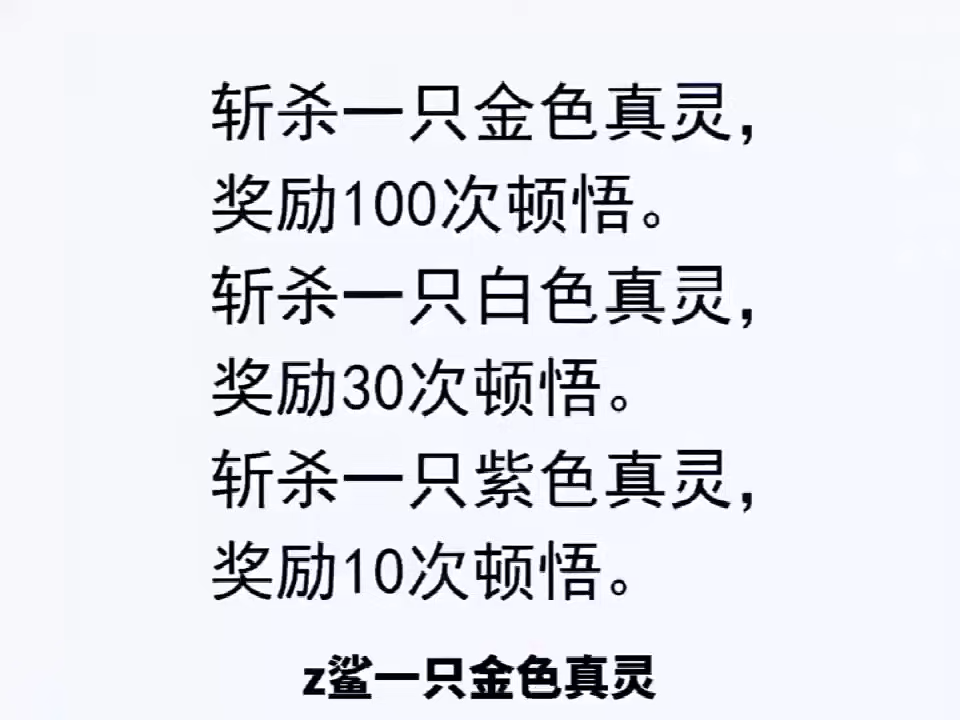 斩杀一只金色真灵，
奖励100次顿悟。
斩杀一只白色真灵，
奖励30次顿悟。
斩杀一只紫色真灵，
奖励10次顿悟。
z鲨一只金色真灵